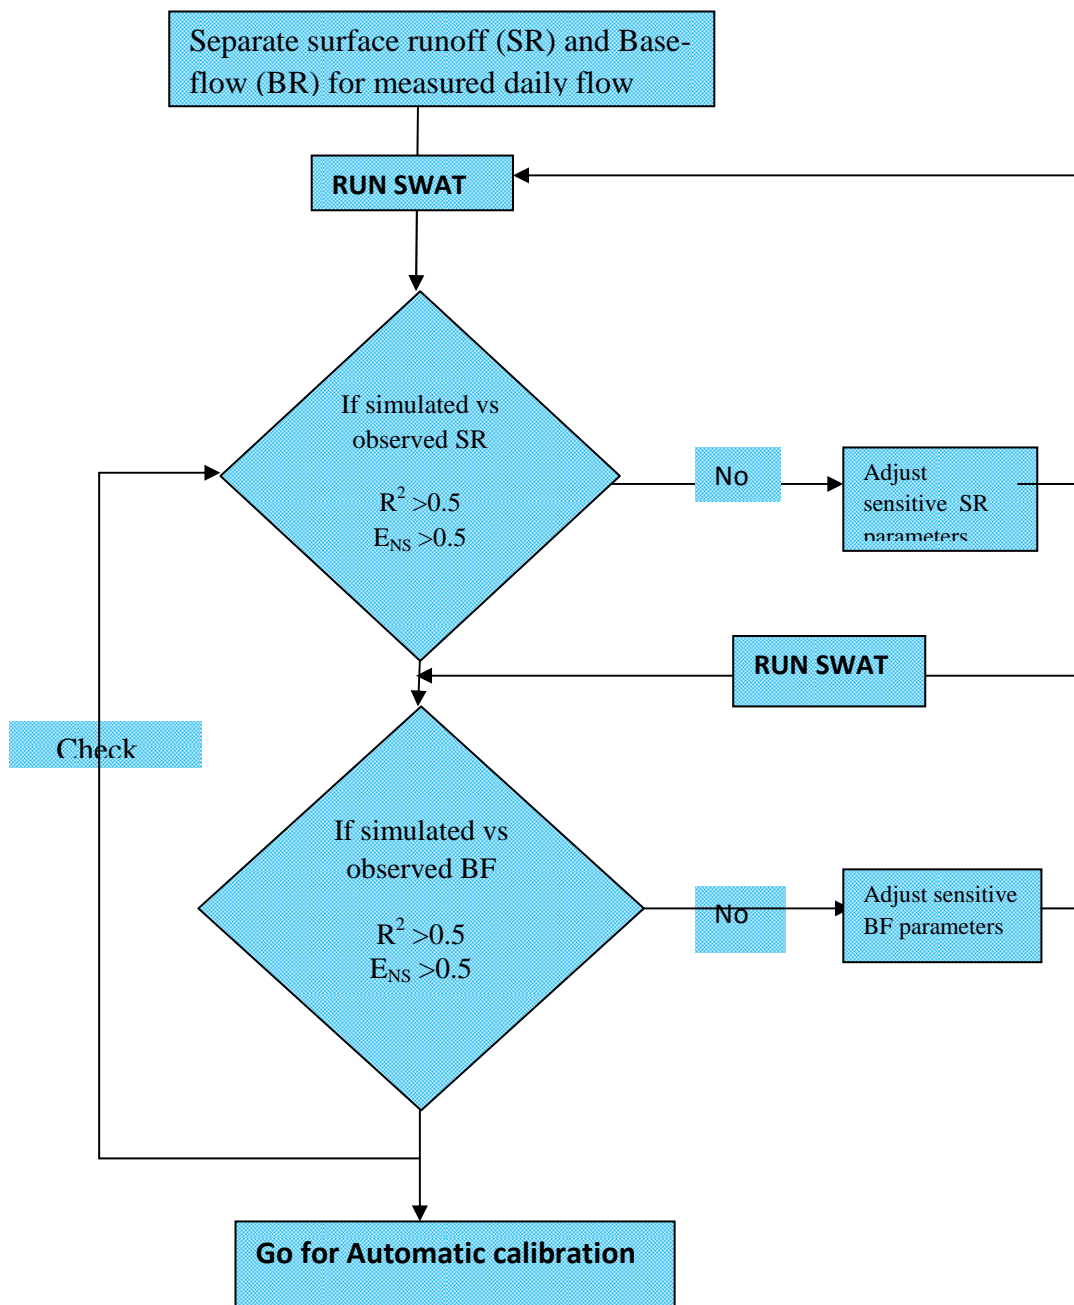 Separate surface runoff (SR) and Base-
flow (BR) for measured daily flow
RUN SWAT
If simulated vs
observed SR
R² >0.5
E_NS >0.5
No
Adjust
sensitive SR
parameters
RUN SWAT
Check
If simulated vs
observed BF
R² >0.5
E_NS >0.5
No
Adjust sensitive
BF parameters
Go for Automatic calibration